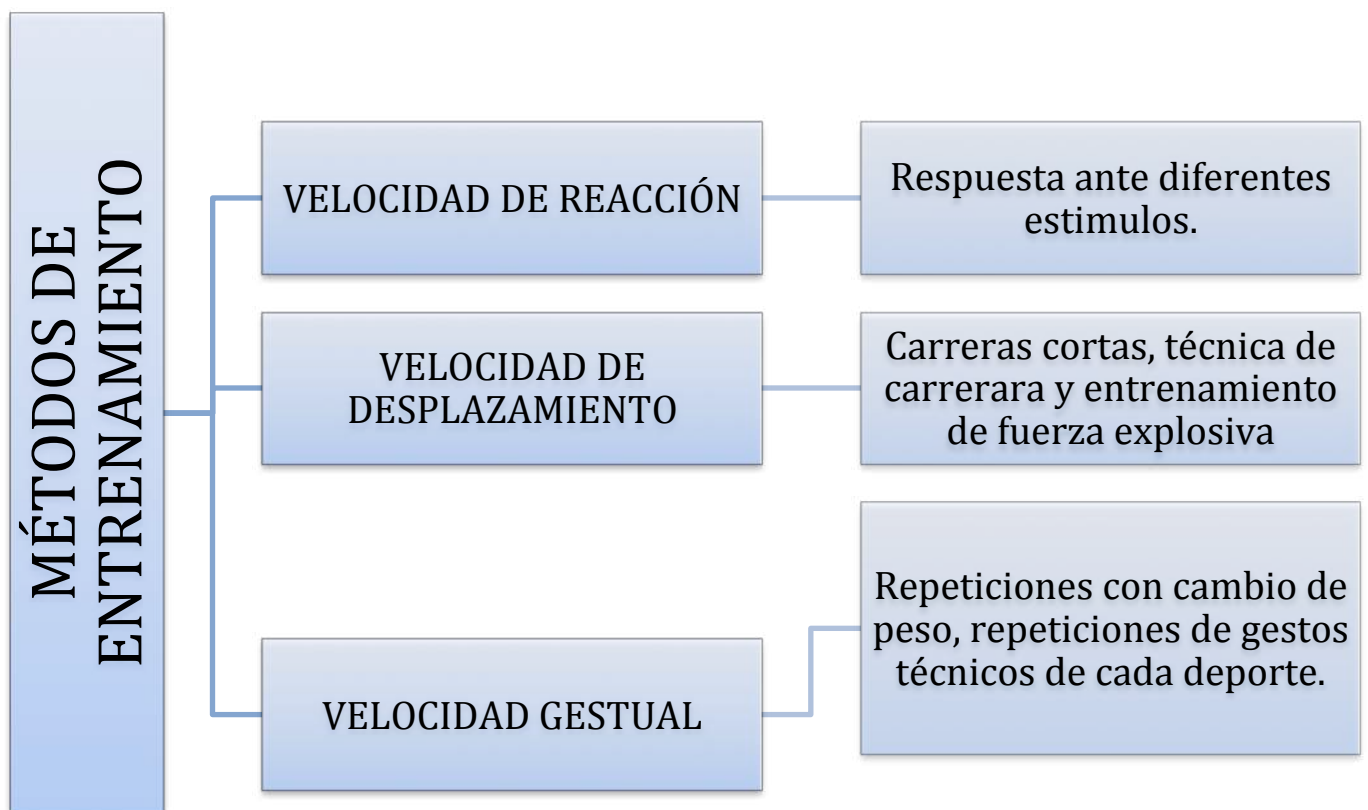 MÉTODOS DE
ENTRENAMIENTO
VELOCIDAD DE REACCIÓN
Respuesta ante diferentes
estimulos.
VELOCIDAD DE
DESPLAZAMIENTO
Carreras cortas, técnica de
carrerara y entrenamiento
de fuerza explosiva
VELOCIDAD GESTUAL
Repeticiones con cambio de
peso, repeticiones de gestos
técnicos de cada deporte.